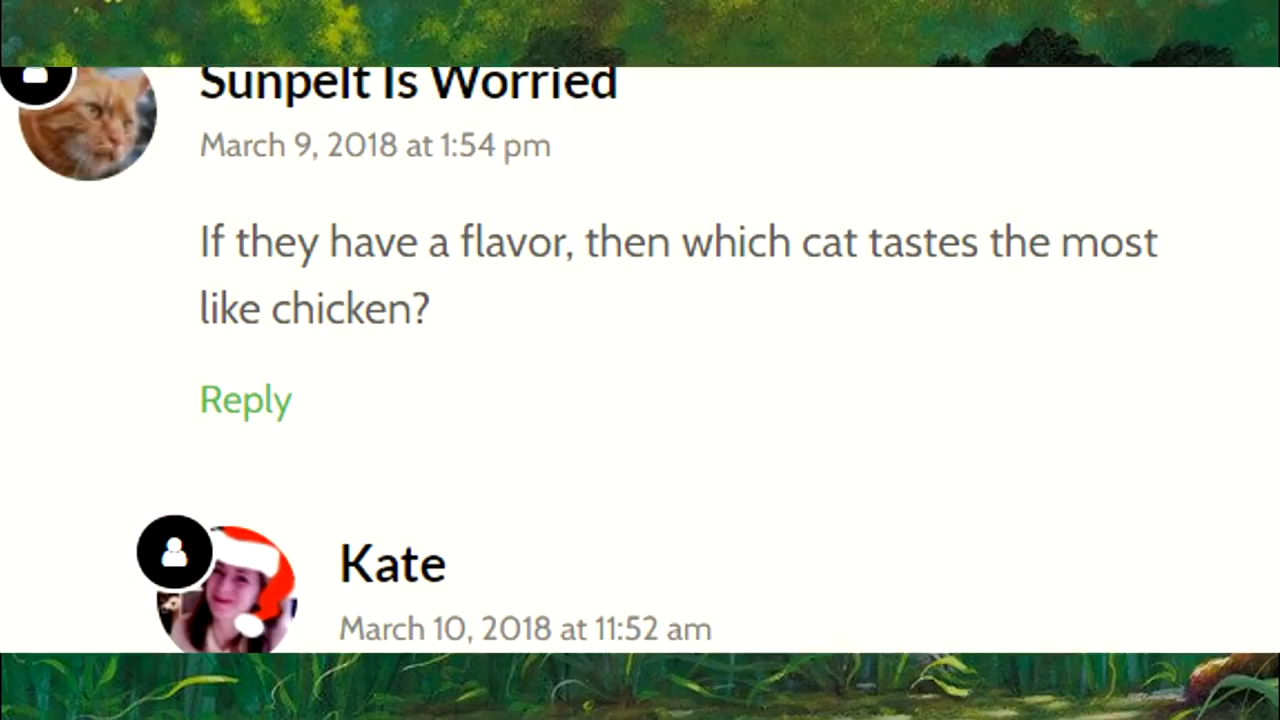 Sunpelt Is Worried
March 9, 2018 at 1:54 pm
If they have a flavor, then which cat tastes the most
like chicken?
Reply
Kate
March 10, 2018 at 11:52 am